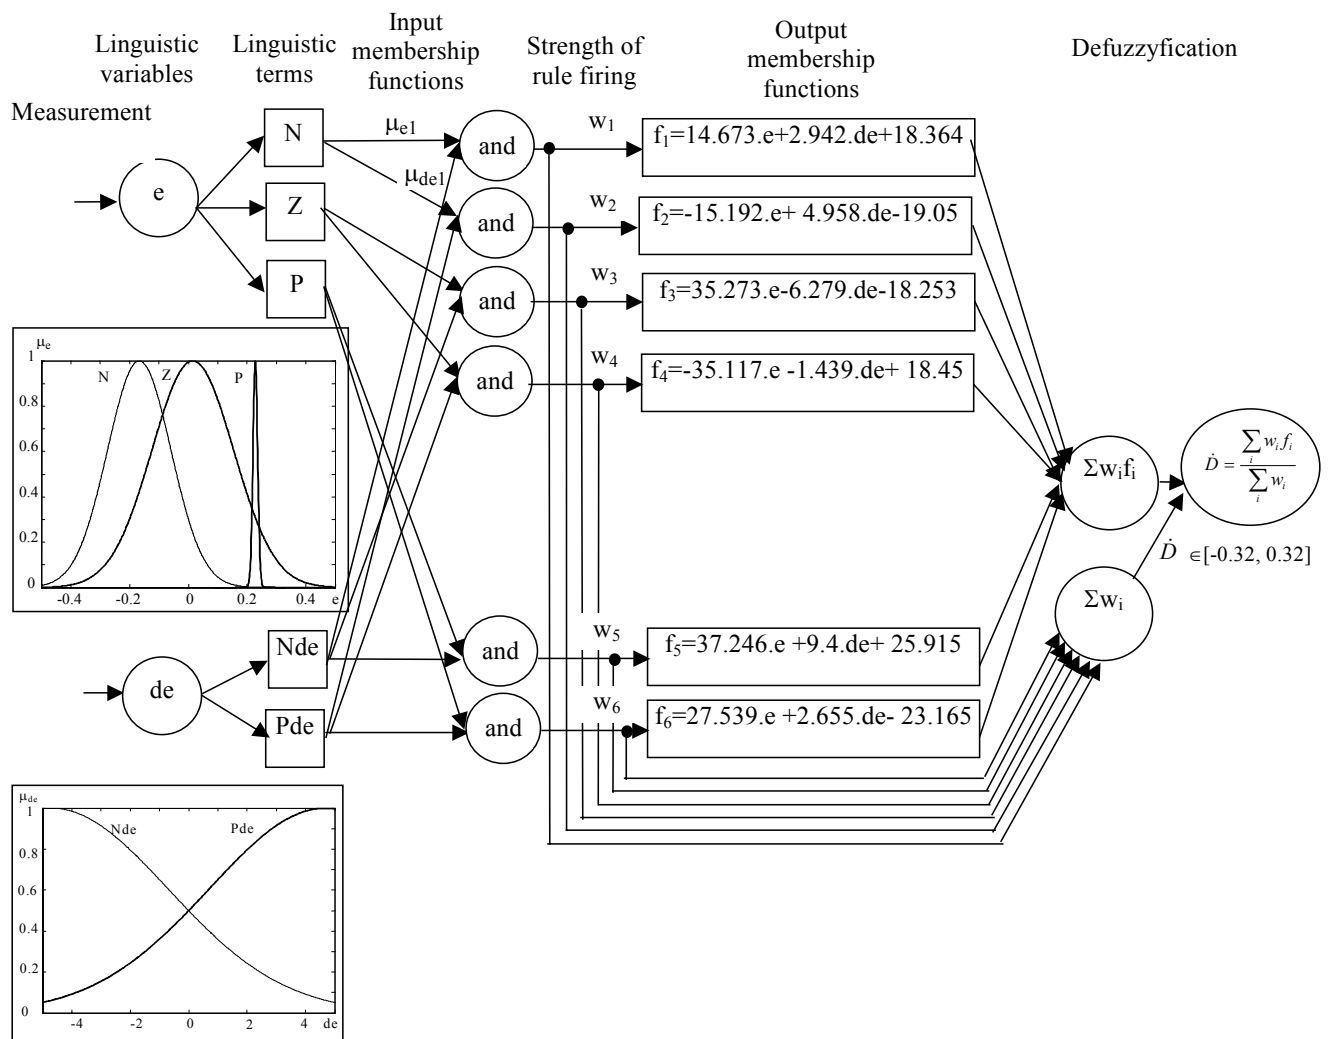 Linguistic
variables
Linguistic
terms
Input
membership
functions
Strength of
rule firing
Output
membership
functions
Defuzzyfication
Measurement
e
N
Z
P
μe1
μde1
and
and
and
and
w1
w2
w3
w4
f1=14.673.e+2.942.de+18.364
f2=-15.192.e+ 4.958.de-19.05
f3=35.273.e-6.279.de-18.253
f4=-35.117.e -1.439.de+ 18.45
μe
1
0.8
0.6
0.4
0.2
0
N
Z
P
-0.4
-0.2
0
0.2
0.4
e
Σwifi
Ḋ = ∑i wi fi / ∑i wi
Ḋ ∈[-0.32, 0.32]
Σwi
de
Nde
Pde
and
and
w5
w6
f5=37.246.e +9.4.de+ 25.915
f6=27.539.e +2.655.de- 23.165
μde
1
0.8
0.6
0.4
0.2
0
Nde
Pde
-4
-2
0
2
4
de